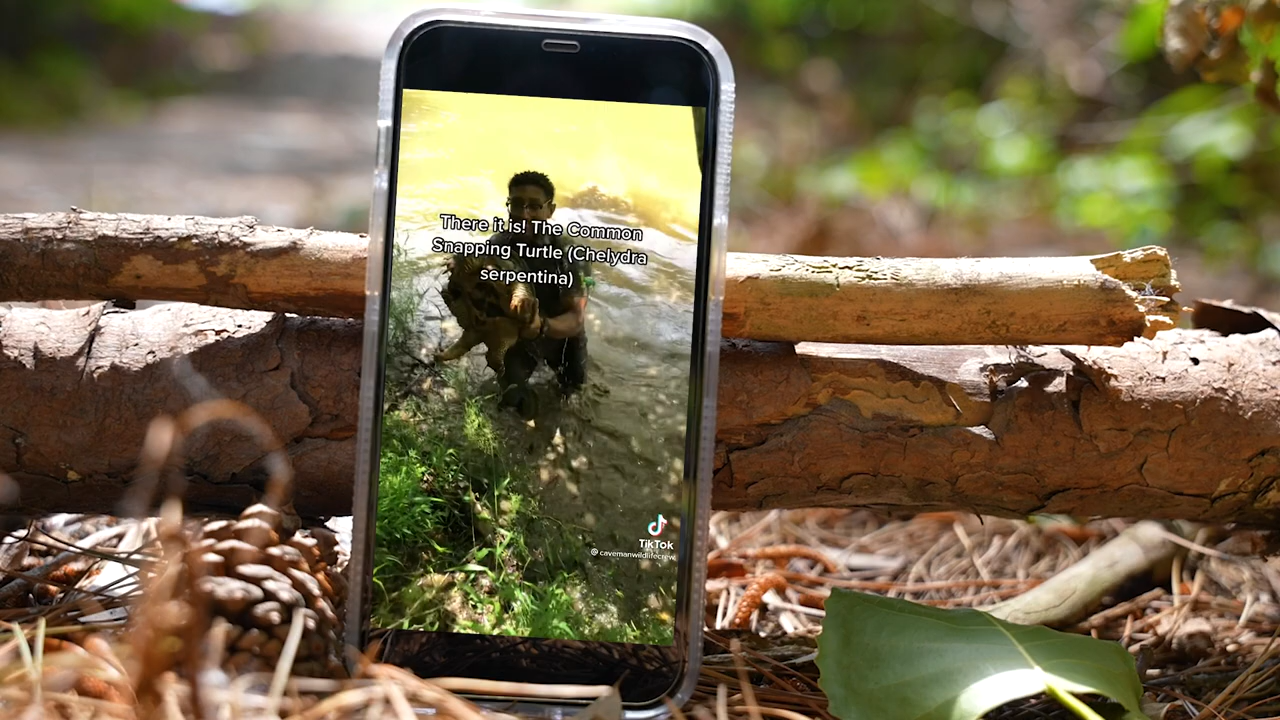 There it is! The Common
Snapping Turtle (Chelydra
serpentina)
TikTok
@ cavemanwildlifecrew